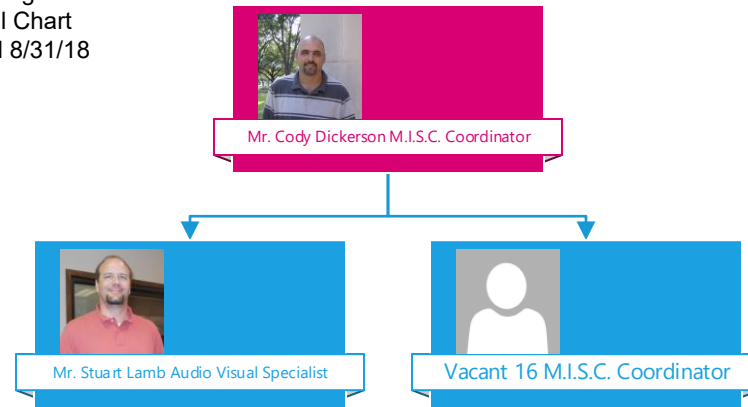 l Chart
8/31/18
Mr. Cody Dickerson M.I.S.C. Coordinator
Mr. Stuart Lamb Audio Visual Specialist
Vacant 16 M.I.S.C. Coordinator